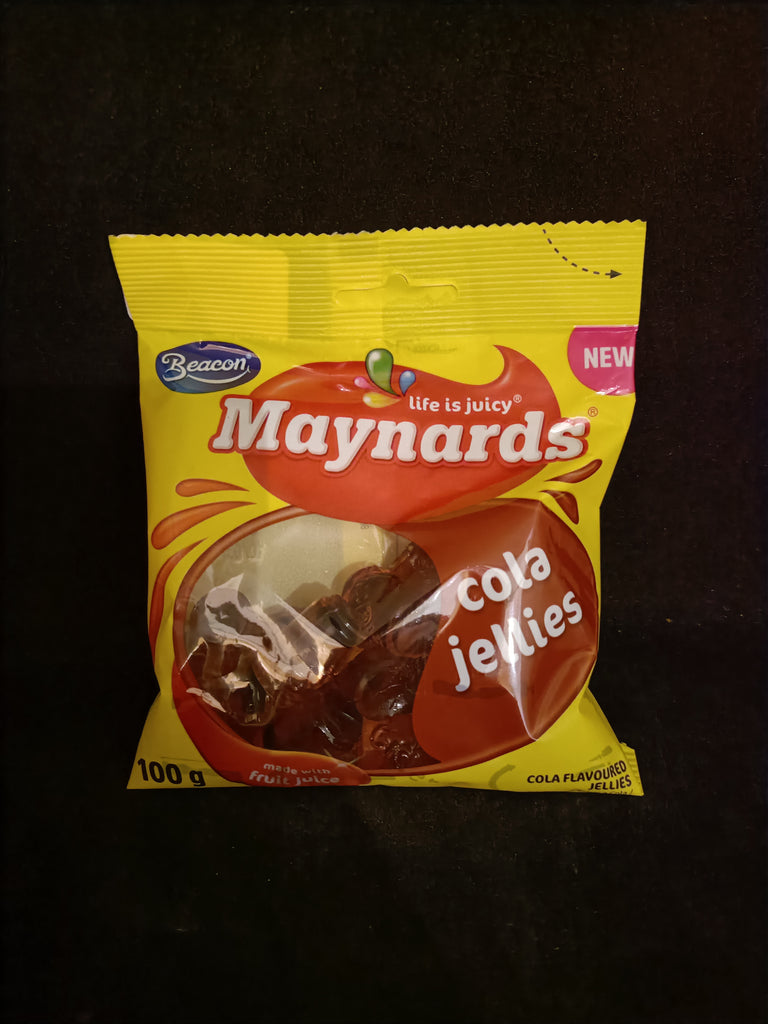 Beacon
NEW
life is juicy®
Maynards®
cola
jellies
100 g
made with
fruit juice
COLA FLAVOURED
JELLIES